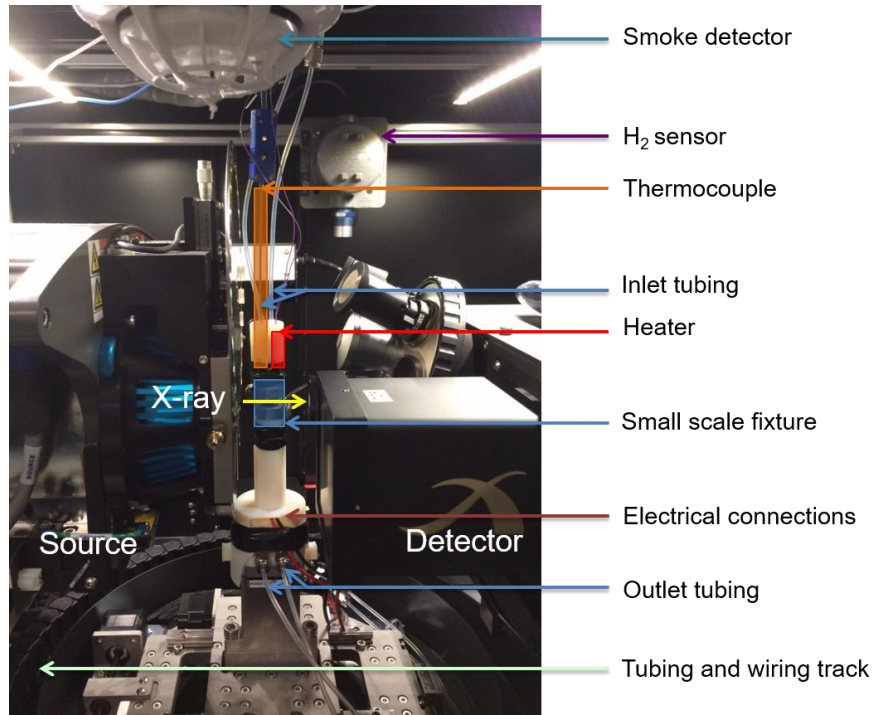 Smoke detector
H₂ sensor
Thermocouple
Inlet tubing
Heater
X-ray
Small scale fixture
Electrical connections
Source
Detector
Outlet tubing
Tubing and wiring track
SOURCE